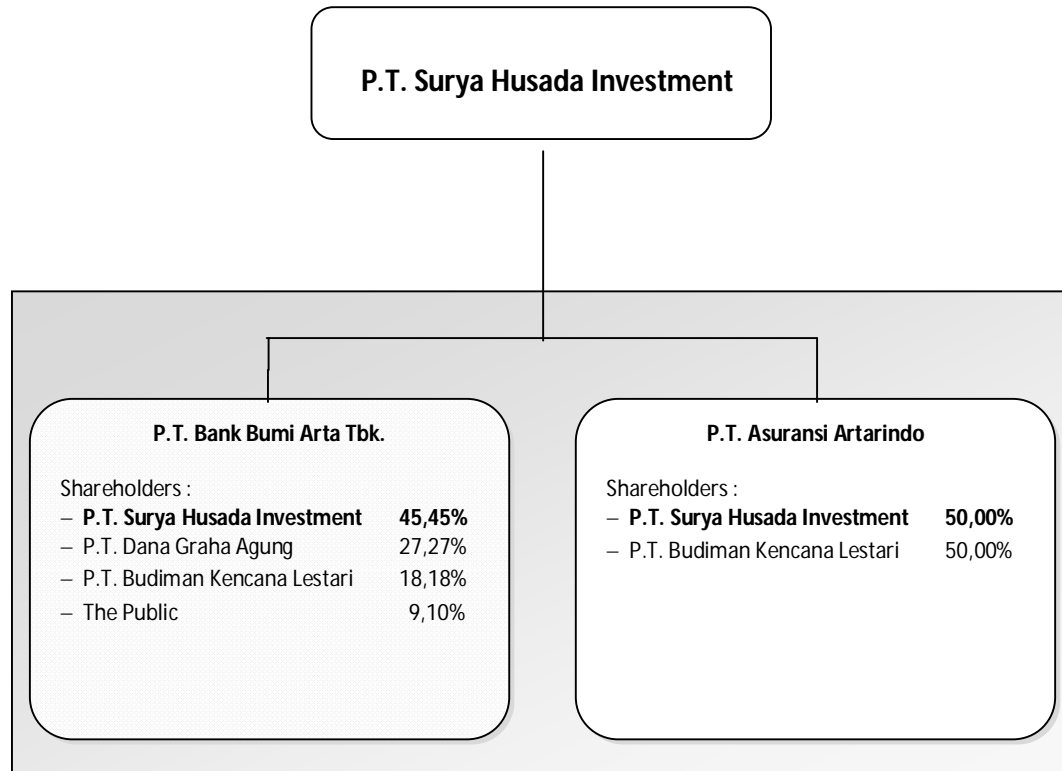 P.T. Surya Husada Investment
P.T. Bank Bumi Arta Tbk.
Shareholders :
– P.T. Surya Husada Investment 45,45%
– P.T. Dana Graha Agung 27,27%
– P.T. Budiman Kencana Lestari 18,18%
– The Public 9,10%
P.T. Asuransi Artarindo
Shareholders :
– P.T. Surya Husada Investment 50,00%
– P.T. Budiman Kencana Lestari 50,00%